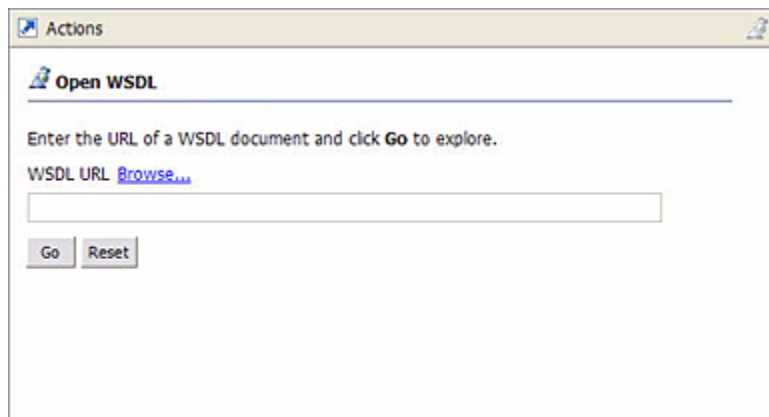 Actions
Open WSDL
Enter the URL of a WSDL document and click Go to explore.
WSDL URL Browse...
Go Reset